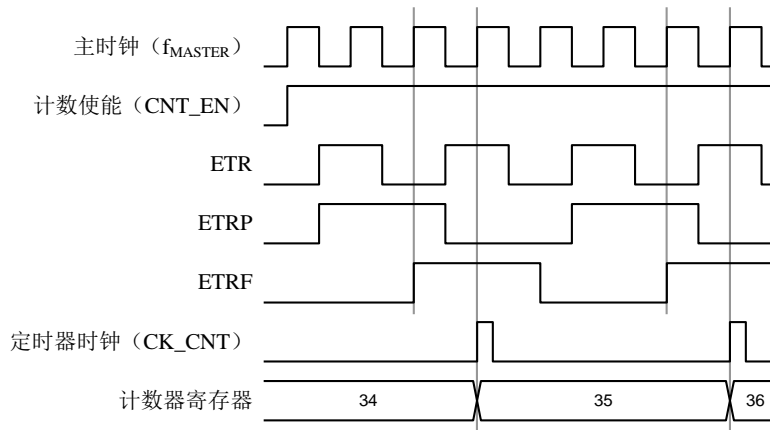 主时钟（fMASTER）
计数使能（CNT_EN）
ETR
ETRP
ETRF
定时器时钟（CK_CNT）
计数器寄存器 34 35 36